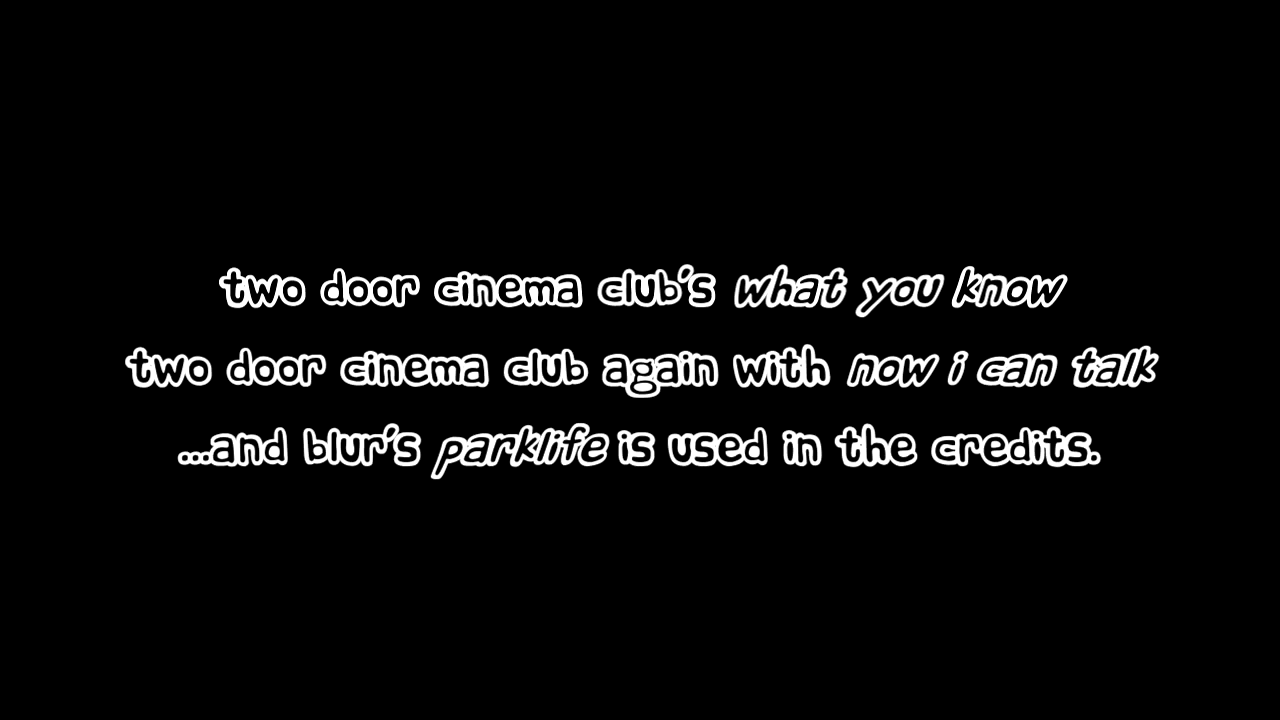 two door cinema club's what you know
two door cinema club again with now i can talk
...and blur's parklife is used in the credits.